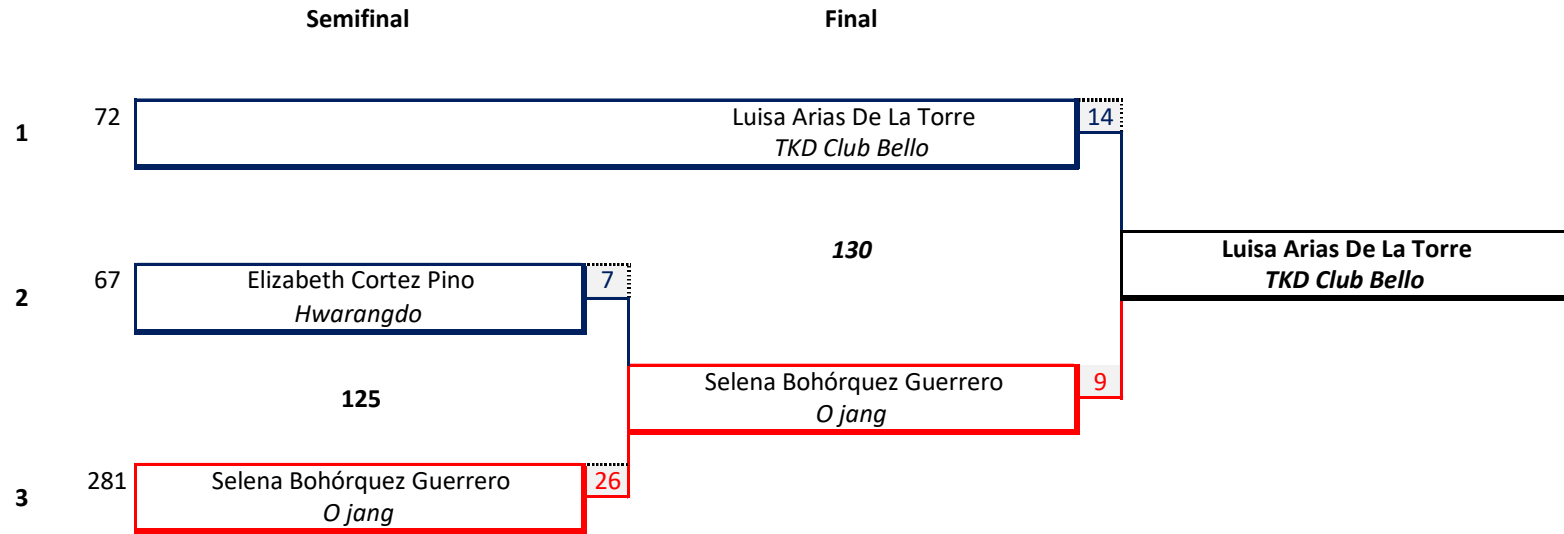 Semifinal Final
1 72 Luisa Arias De La Torre 14
TKD Club Bello
130
Luisa Arias De La Torre
TKD Club Bello
2 67 Elizabeth Cortez Pino 7
Hwarangdo
125
Selena Bohórquez Guerrero 9
O jang
3 281 Selena Bohórquez Guerrero 26
O jang